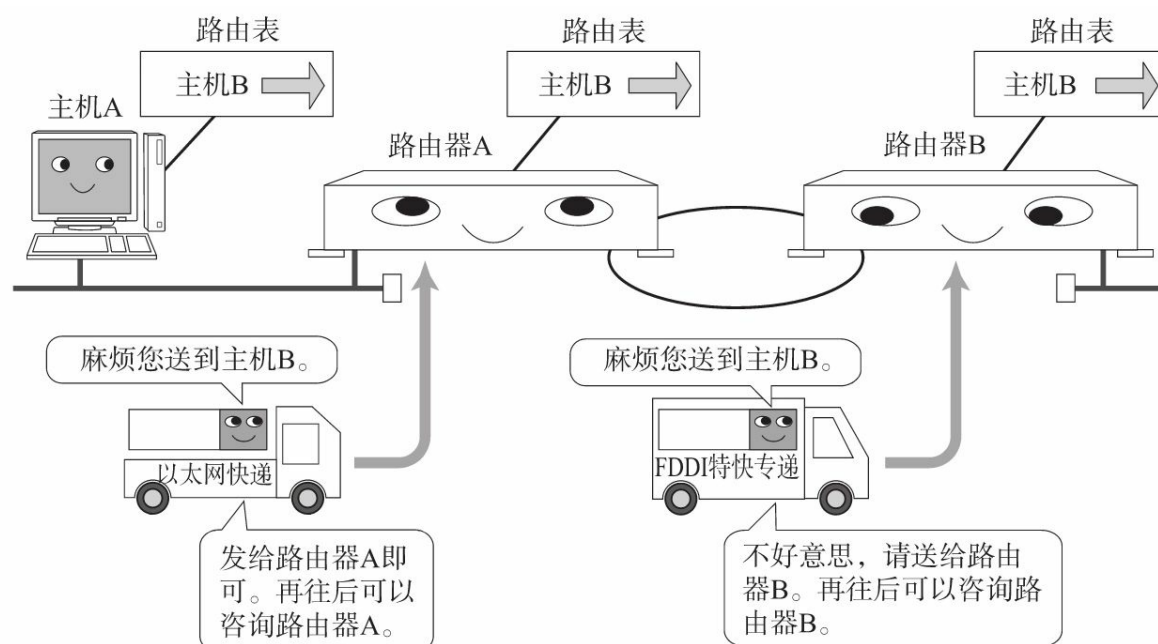 路由表
主机B
路由表
主机B
路由表
主机B
主机A
路由器A
路由器B
麻烦您送到主机B。
以太网快递
发给路由器A即
可。再往后可以
咨询路由器A。
麻烦您送到主机B。
FDDI特快专递
不好意思，请送给路由
器B。再往后可以咨询路
由器B。